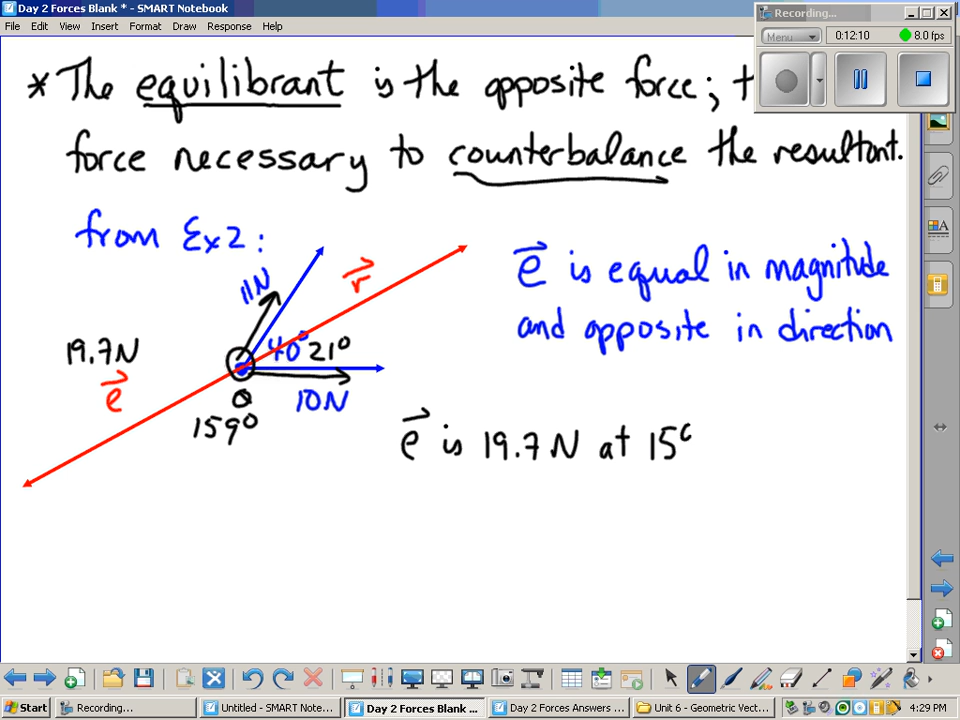 Day 2 Forces Blank * - SMART Notebook
File Edit View Insert Format Draw Response Help
Recording...
Menu 0:12:10 8.0 fps
* The equilibrant is the opposite force; t
force necessary to counterbalance the resultant.
from Ex2:
11N
r
e is equal in magnitude
and opposite in direction
19.7N
40° 21°
e
10N
159°
e is 19.7 N at 15
Start Recording... Untitled - SMART Note... Day 2 Forces Blank ... Day 2 Forces Answers ... Unit 6 - Geometric Vect... 4:29 PM